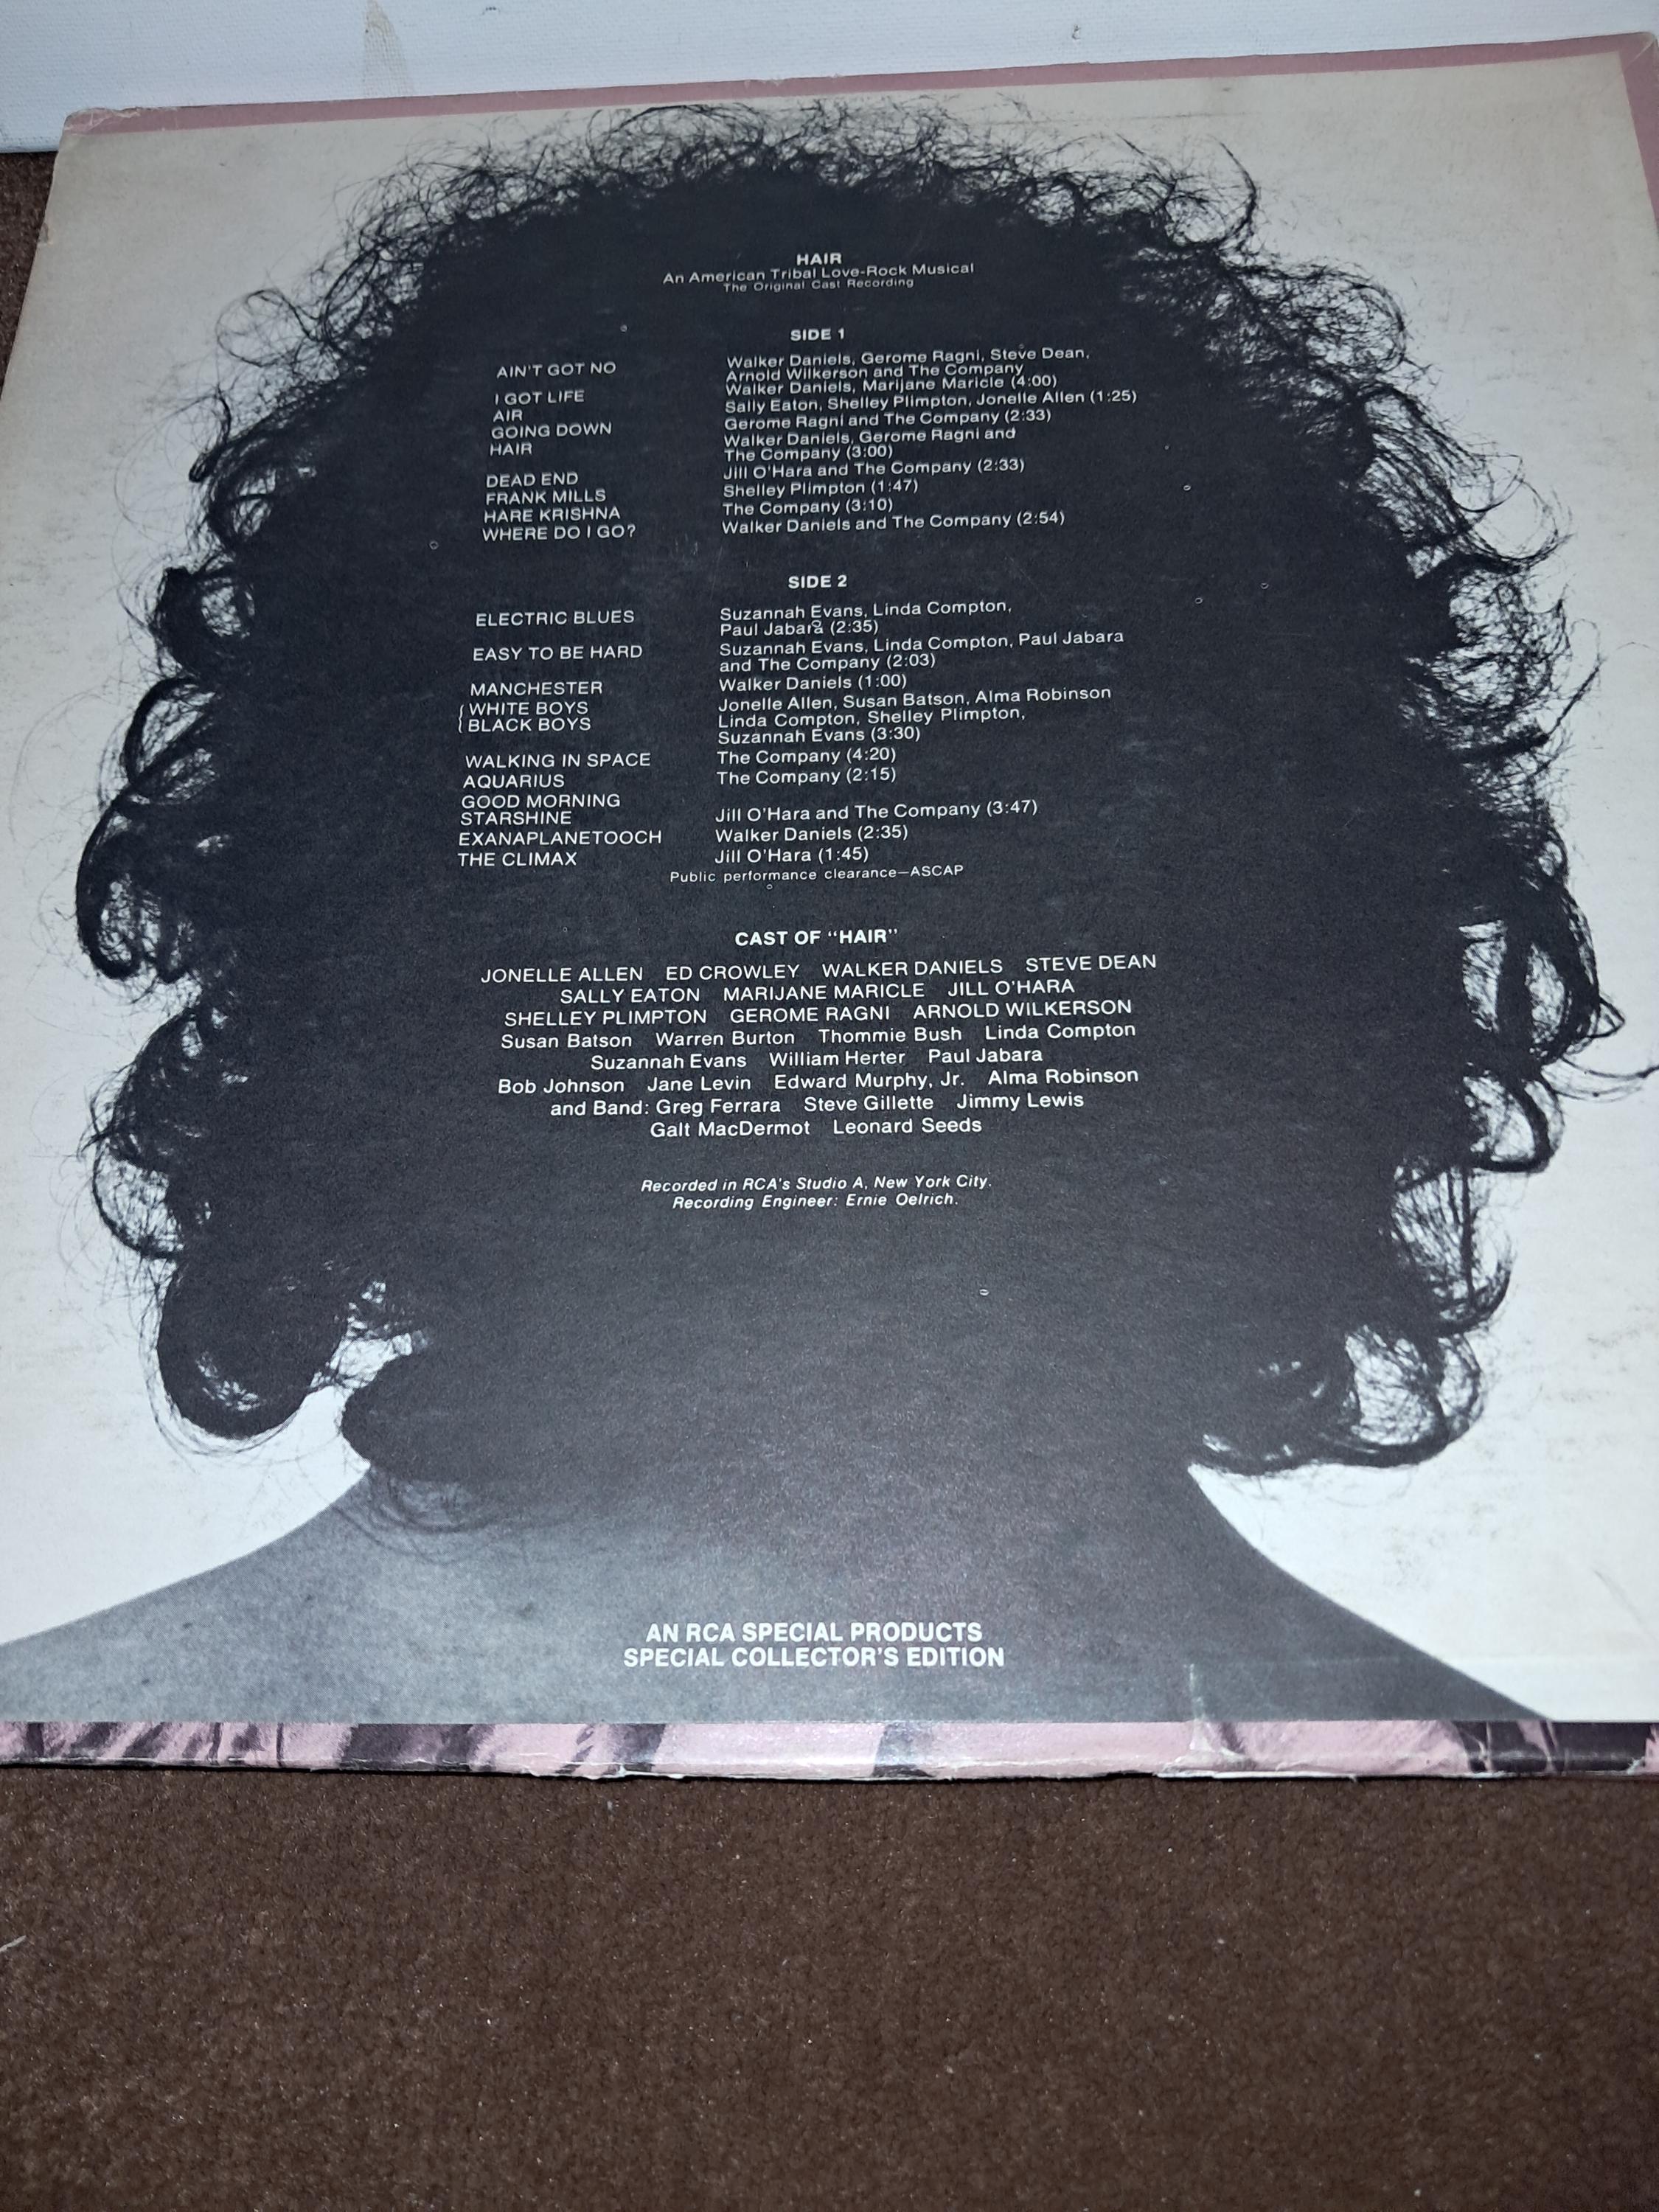 HAIR
An American Tribal Love-Rock Musical
The Original Cast Recording
SIDE 1
AIN'T GOT NO Walker Daniels, Gerome Ragni, Steve Dean,
Arnold Wilkerson and The Company
I GOT LIFE Walker Daniels, Marijane Maricle (4:00)
AIR Sally Eaton, Shelley Plimpton, Jonelle Allen (1:25)
GOING DOWN Gerome Ragni and The Company (2:33)
HAIR Walker Daniels, Gerome Ragni and
The Company (3:00)
DEAD END Jill O'Hara and The Company (2:33)
FRANK MILLS Shelley Plimpton (1:47)
HARE KRISHNA The Company (3:10)
WHERE DO I GO? Walker Daniels and The Company (2:54)
SIDE 2
ELECTRIC BLUES Suzannah Evans, Linda Compton,
Paul Jabara (2:35)
EASY TO BE HARD Suzannah Evans, Linda Compton, Paul Jabara
and The Company (2:03)
MANCHESTER Walker Daniels (1:00)
WHITE BOYS Jonelle Allen, Susan Batson, Alma Robinson
BLACK BOYS Linda Compton, Shelley Plimpton,
Suzannah Evans (3:30)
WALKING IN SPACE The Company (4:20)
AQUARIUS The Company (2:15)
GOOD MORNING
STARSHINE Jill O'Hara and The Company (3:47)
EXANAPLANETOOCH Walker Daniels (2:35)
THE CLIMAX Jill O'Hara (1:45)
Public performance clearance—ASCAP
CAST OF "HAIR"
JONELLE ALLEN ED CROWLEY WALKER DANIELS STEVE DEAN
SALLY EATON MARIJANE MARICLE JILL O'HARA
SHELLEY PLIMPTON GEROME RAGNI ARNOLD WILKERSON
Susan Batson Warren Burton Thommie Bush Linda Compton
Suzannah Evans William Herter Paul Jabara
Bob Johnson Jane Levin Edward Murphy, Jr. Alma Robinson
and Band: Greg Ferrara Steve Gillette Jimmy Lewis
Galt MacDermot Leonard Seeds
Recorded in RCA's Studio A, New York City.
Recording Engineer: Ernie Oelrich.
AN RCA SPECIAL PRODUCTS
SPECIAL COLLECTOR'S EDITION